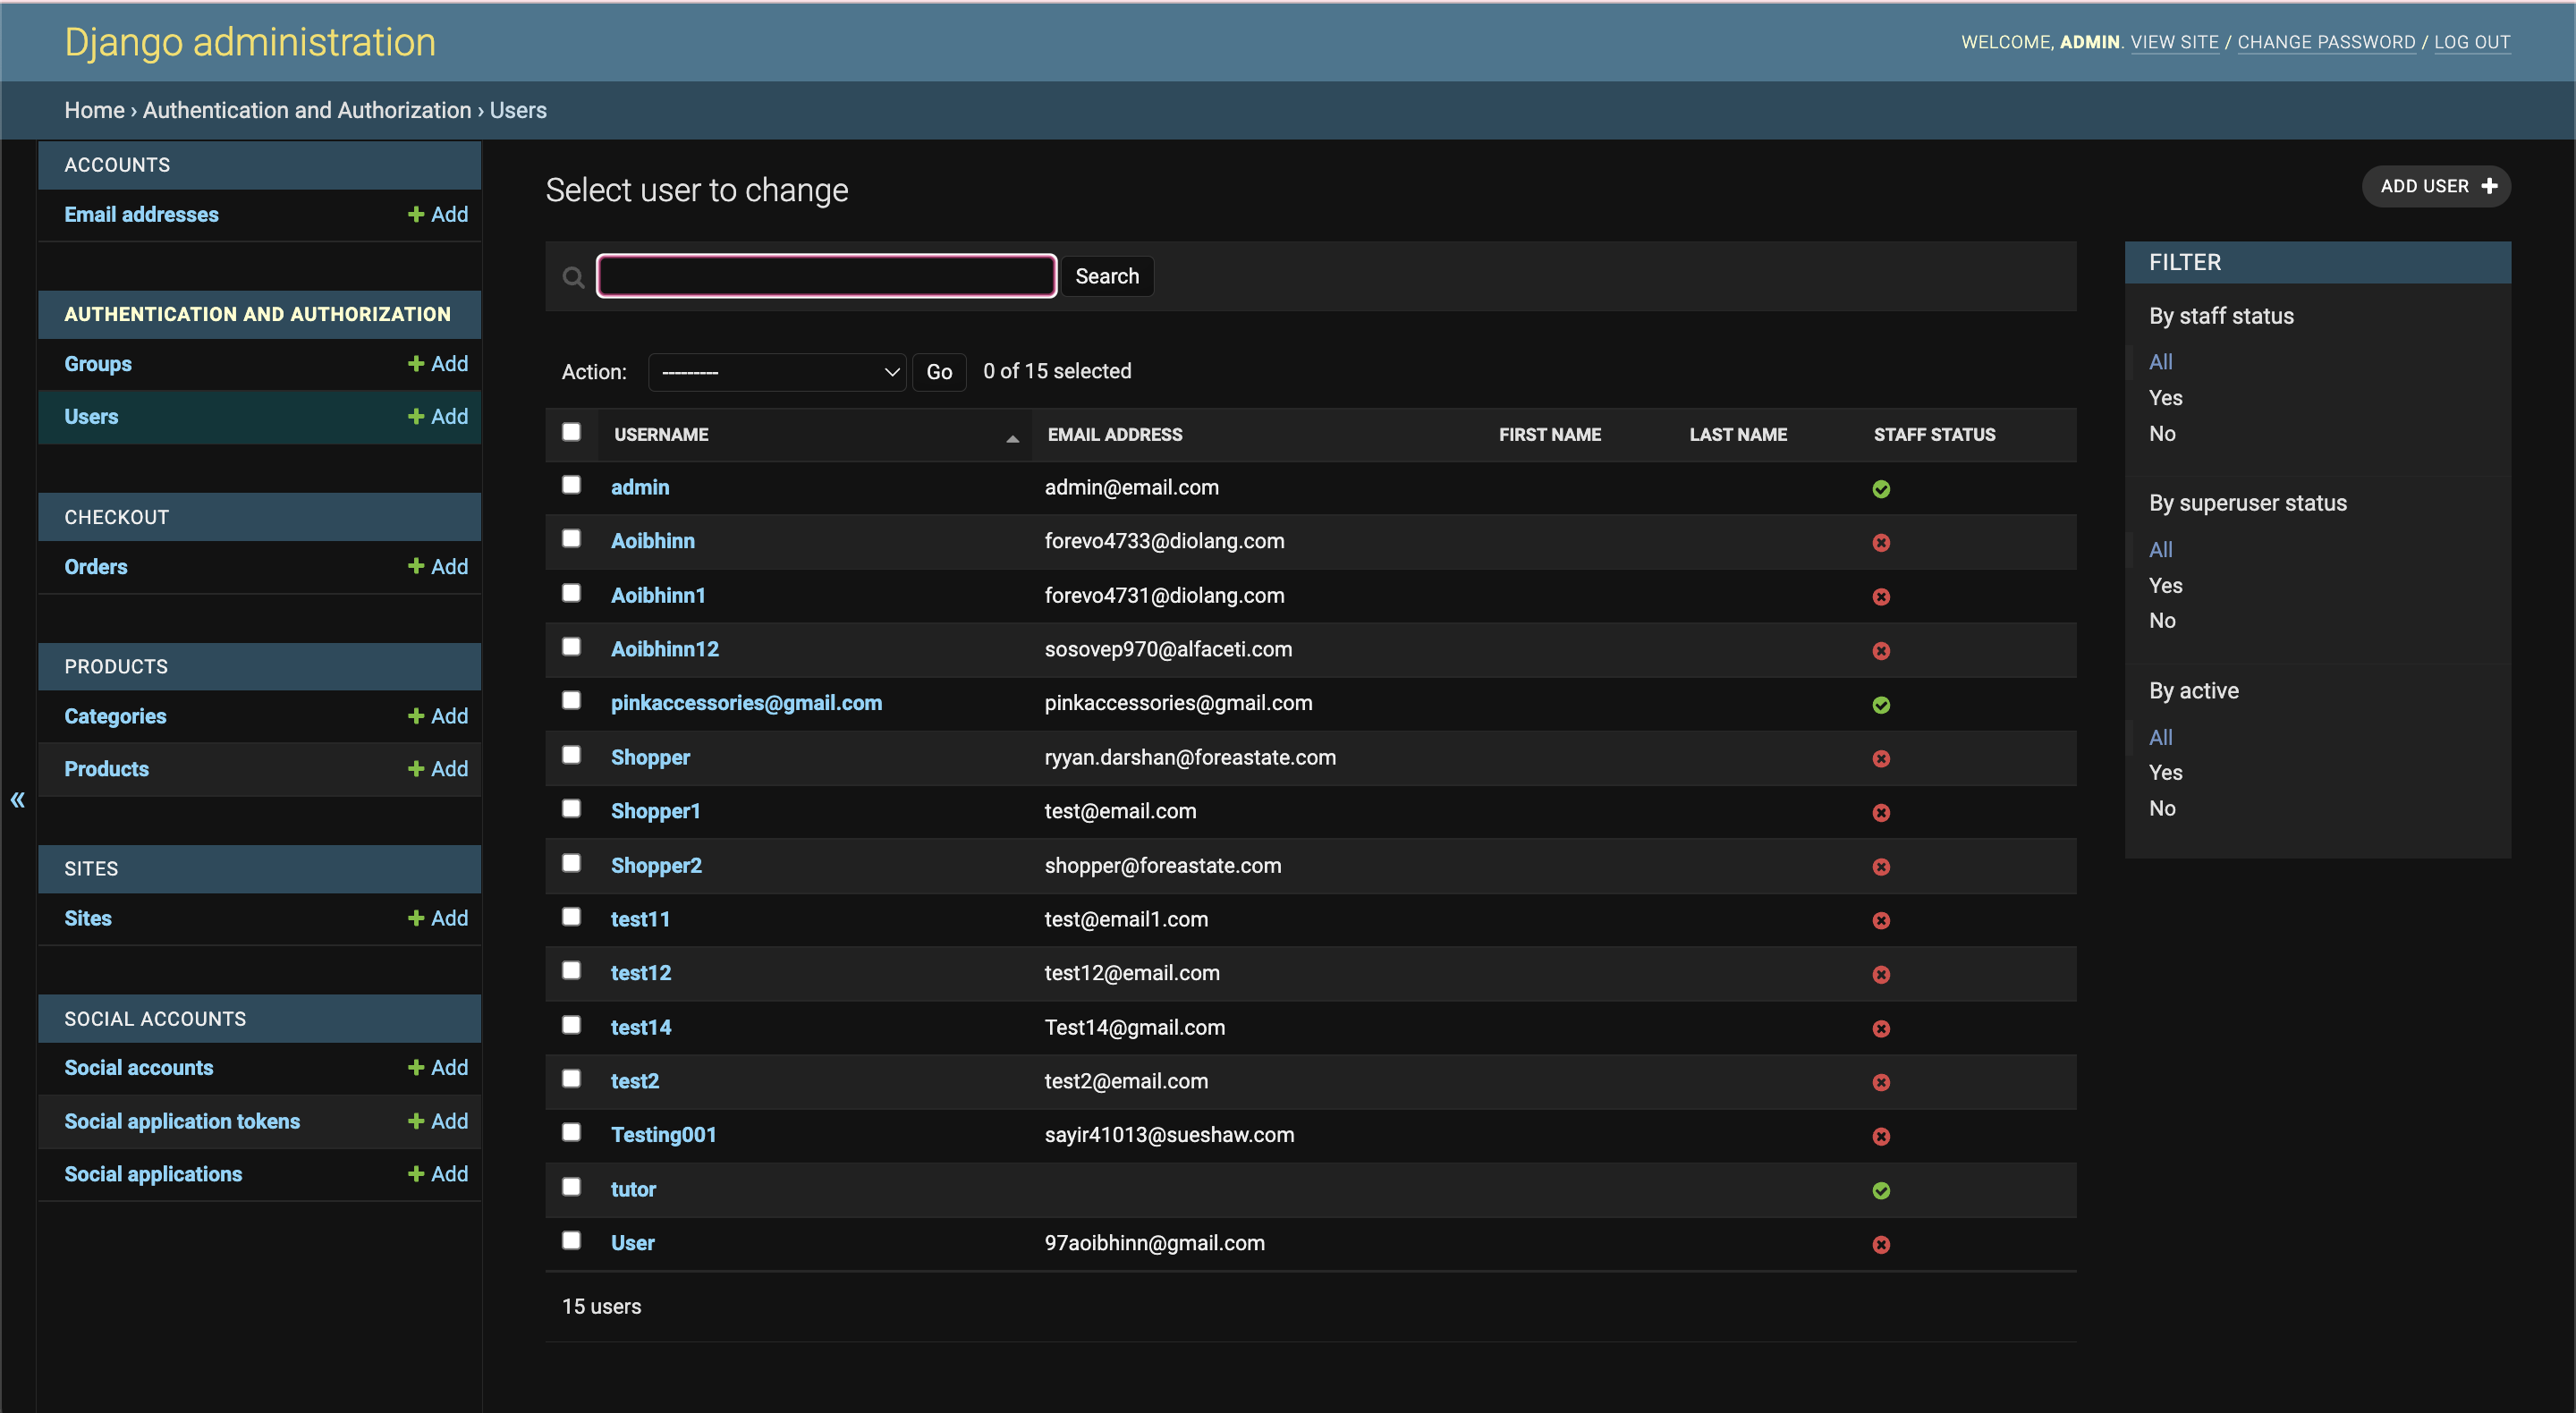 Django administration
WELCOME, ADMIN. VIEW SITE / CHANGE PASSWORD / LOG OUT
Home › Authentication and Authorization › Users
ACCOUNTS
Email addresses + Add
AUTHENTICATION AND AUTHORIZATION
Groups + Add
Users + Add
CHECKOUT
Orders + Add
PRODUCTS
Categories + Add
Products + Add
SITES
Sites + Add
SOCIAL ACCOUNTS
Social accounts + Add
Social application tokens + Add
Social applications + Add
«
Select user to change
ADD USER +
Search
Action: --------- Go 0 of 15 selected
USERNAME EMAIL ADDRESS FIRST NAME LAST NAME STAFF STATUS
admin admin@email.com
Aoibhinn forevo4733@diolang.com
Aoibhinn1 forevo4731@diolang.com
Aoibhinn12 sosovep970@alfaceti.com
pinkaccessories@gmail.com pinkaccessories@gmail.com
Shopper ryyan.darshan@foreastate.com
Shopper1 test@email.com
Shopper2 shopper@foreastate.com
test11 test@email1.com
test12 test12@email.com
test14 Test14@gmail.com
test2 test2@email.com
Testing001 sayir41013@sueshaw.com
tutor
User 97aoibhinn@gmail.com
15 users
FILTER
By staff status
All
Yes
No
By superuser status
All
Yes
No
By active
All
Yes
No